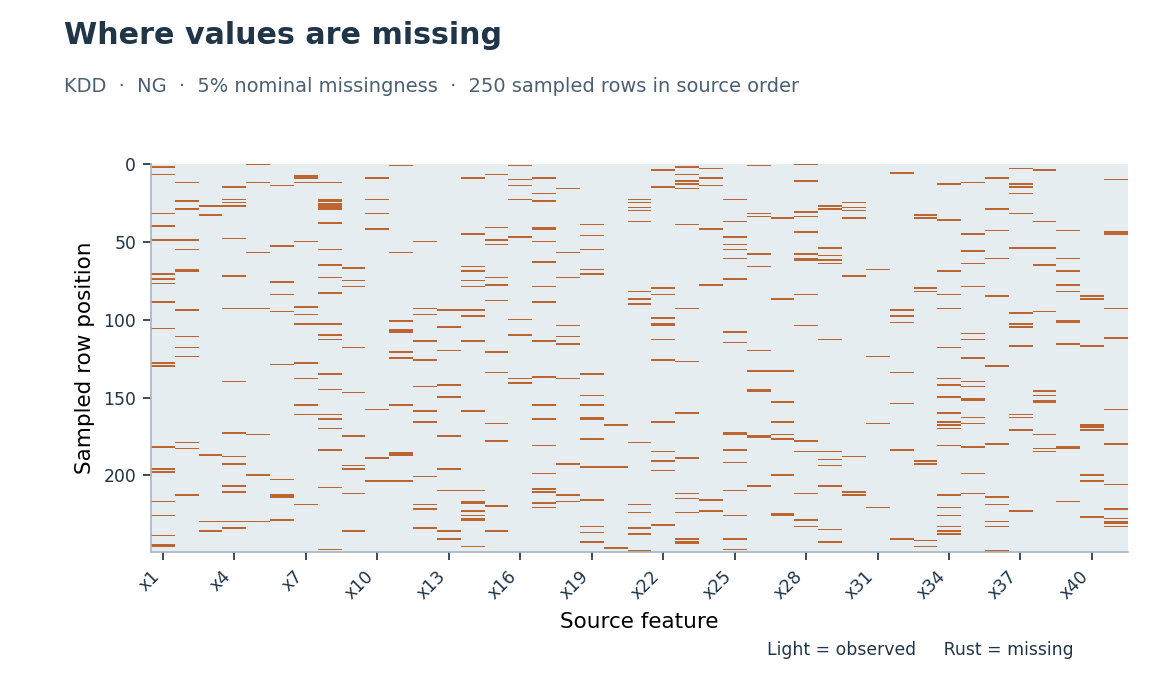 Where values are missing
KDD · NG · 5% nominal missingness · 250 sampled rows in source order
Sampled row position
0
50
100
150
200
x1 x4 x7 x10 x13 x16 x19 x22 x25 x28 x31 x34 x37 x40
Source feature
Light = observed Rust = missing